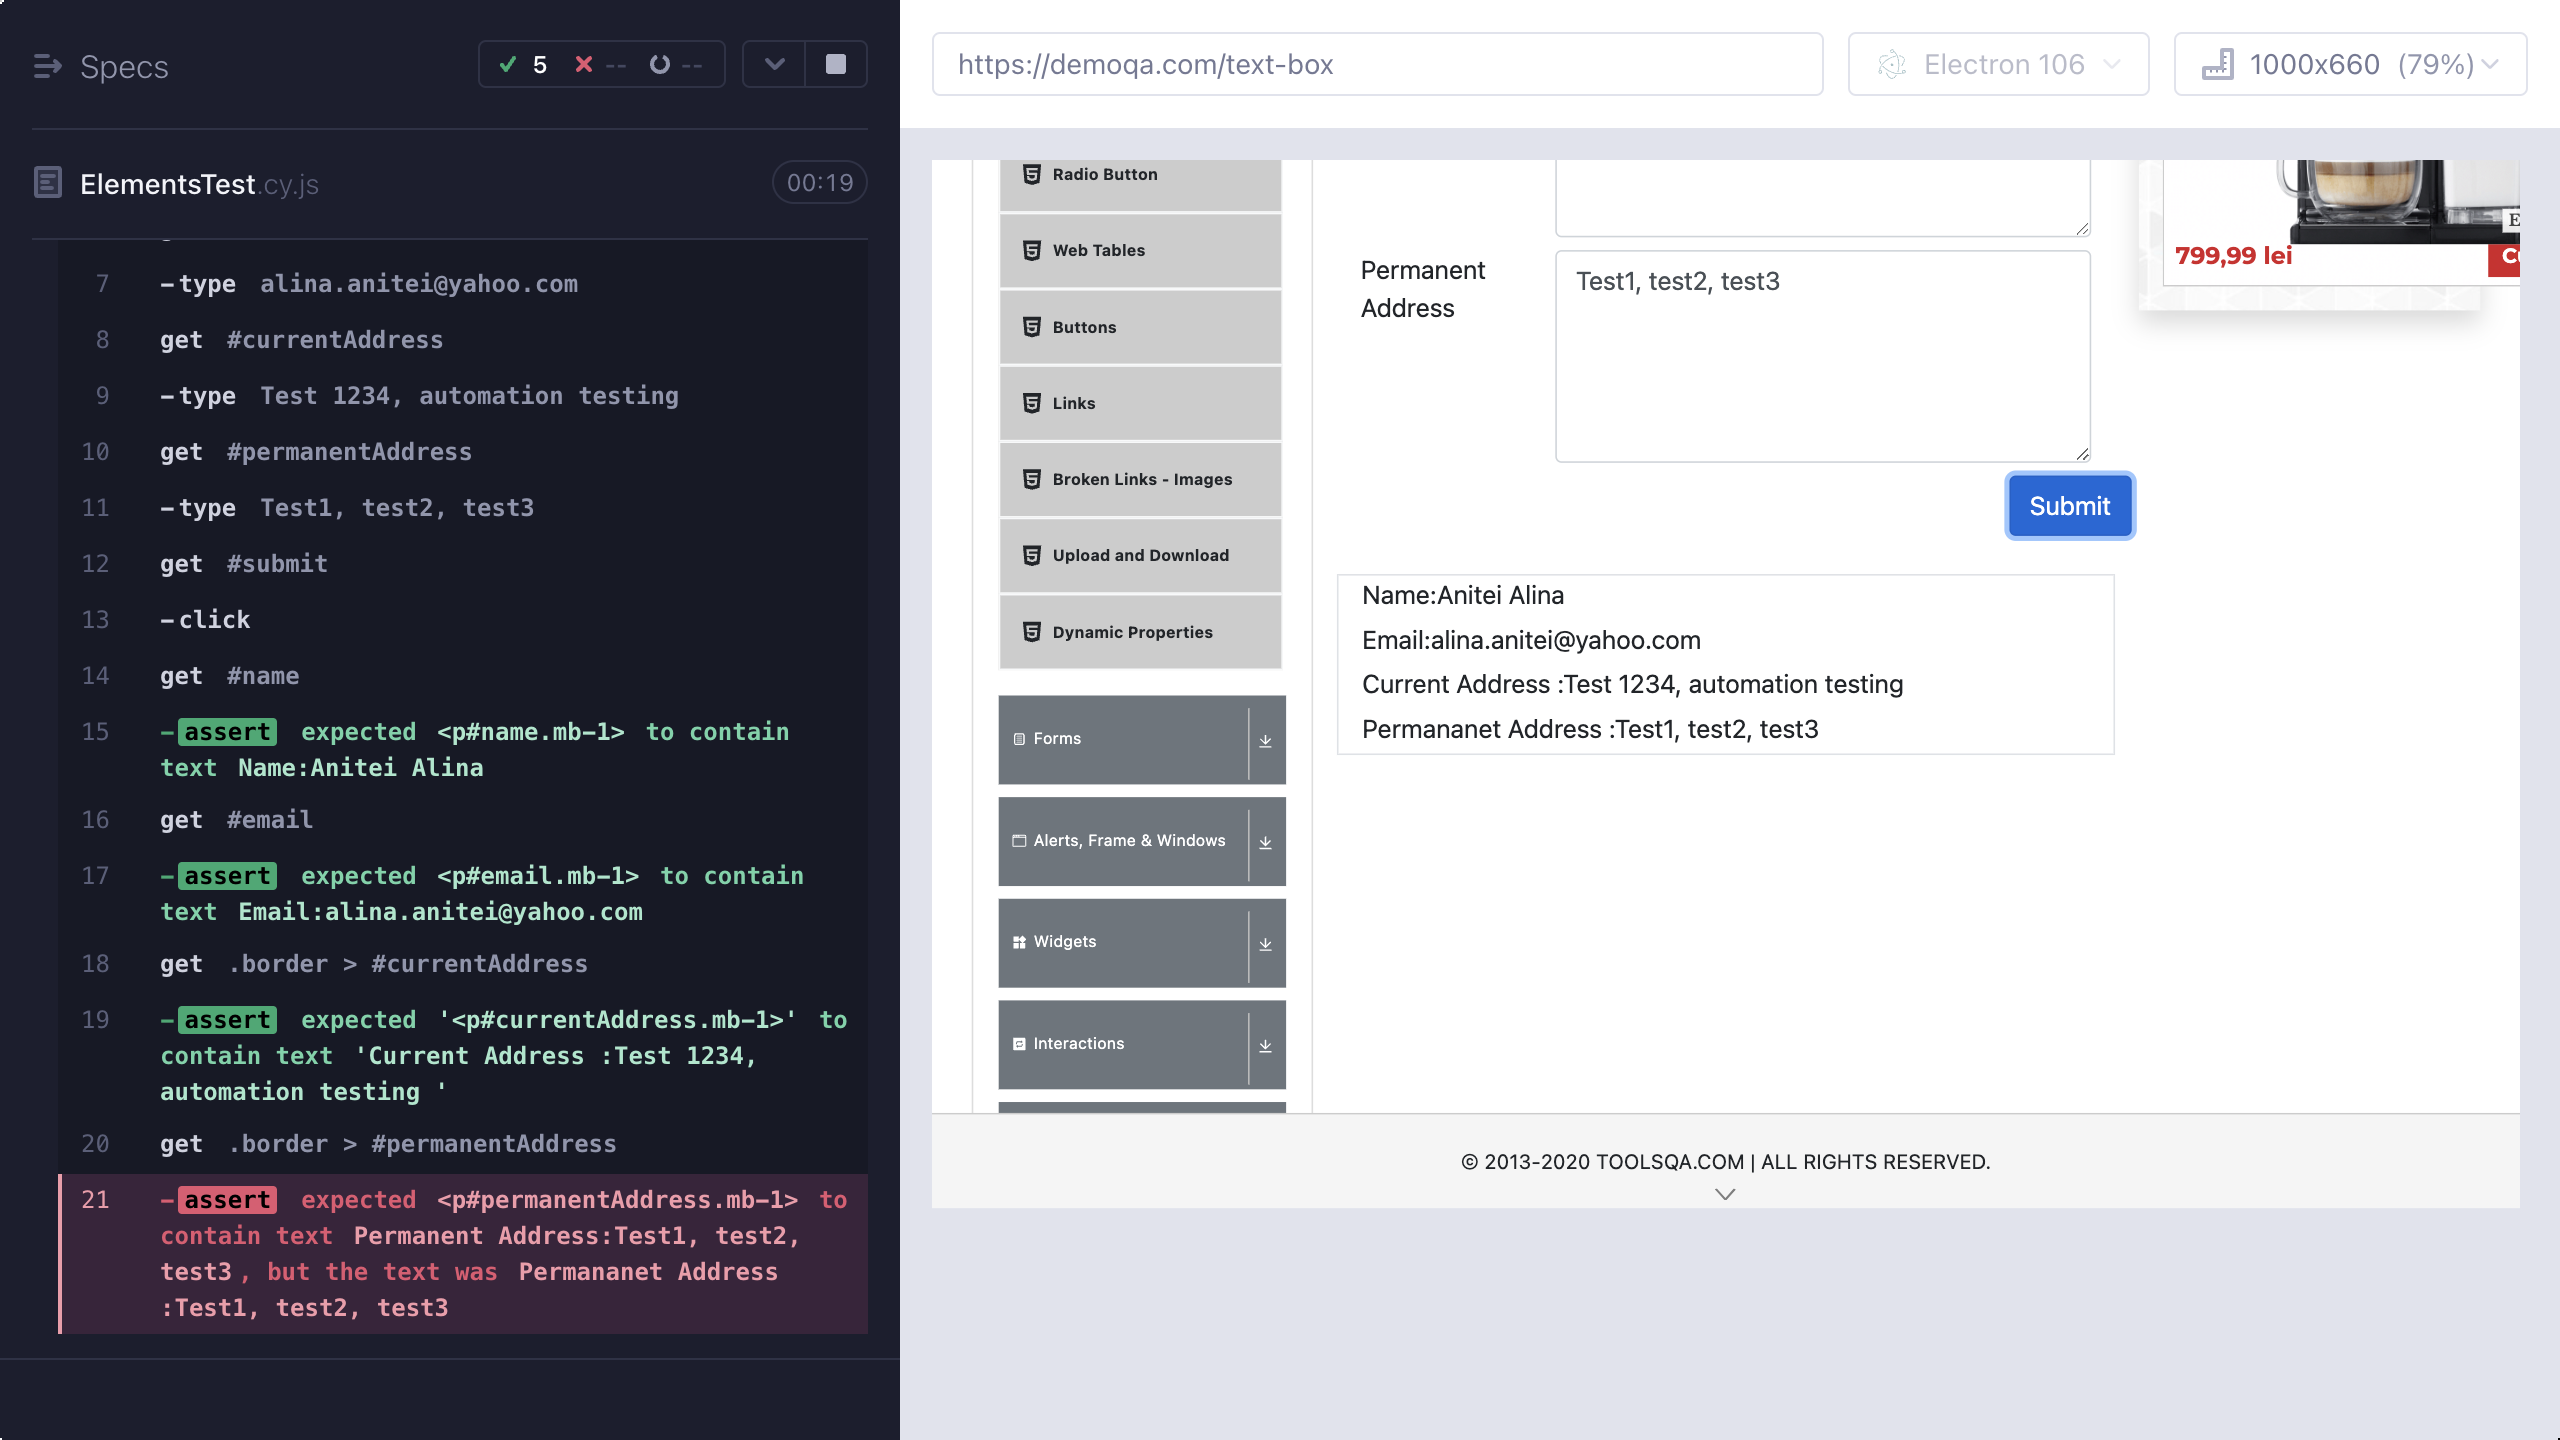 Specs
5 -- --
ElementsTest.cy.js
00:19
7 -type alina.anitei@yahoo.com
8 get #currentAddress
9 -type Test 1234, automation testing
10 get #permanentAddress
11 -type Test1, test2, test3
12 get #submit
13 -click
14 get #name
15 -assert expected <p#name.mb-1> to contain
text Name:Anitei Alina
16 get #email
17 -assert expected <p#email.mb-1> to contain
text Email:alina.anitei@yahoo.com
18 get .border > #currentAddress
19 -assert expected '<p#currentAddress.mb-1>' to
contain text 'Current Address :Test 1234,
automation testing '
20 get .border > #permanentAddress
21 -assert expected <p#permanentAddress.mb-1> to
contain text Permanent Address:Test1, test2,
test3, but the text was Permananet Address
:Test1, test2, test3
https://demoqa.com/text-box
Electron 106
1000x660 (79%)
Radio Button
Web Tables
Buttons
Links
Broken Links - Images
Upload and Download
Dynamic Properties
Forms
Alerts, Frame & Windows
Widgets
Interactions
Permanent
Address
Test1, test2, test3
Submit
Name:Anitei Alina
Email:alina.anitei@yahoo.com
Current Address :Test 1234, automation testing
Permananet Address :Test1, test2, test3
799,99 lei
© 2013-2020 TOOLSQA.COM | ALL RIGHTS RESERVED.